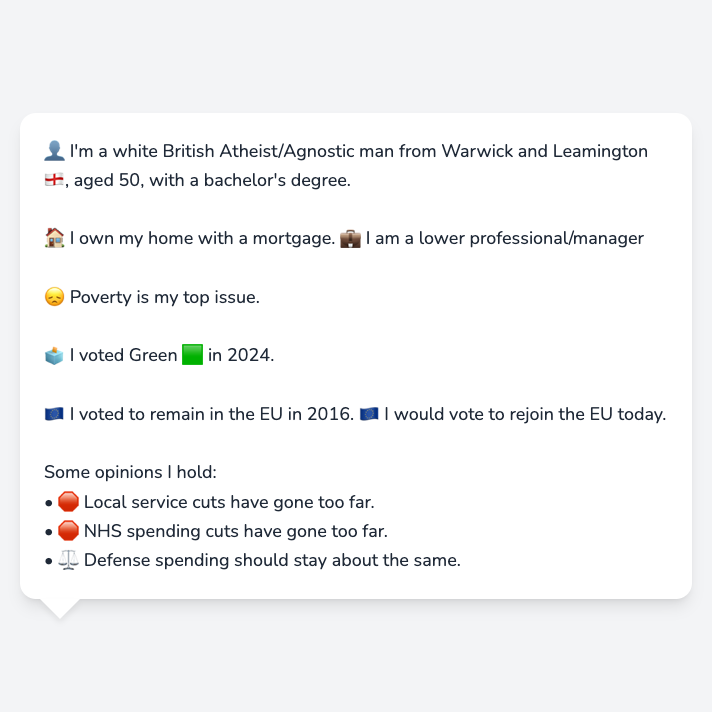 👤 I'm a white British Atheist/Agnostic man from Warwick and Leamington
🏴󠁧󠁢󠁥󠁮󠁧󠁿, aged 50, with a bachelor's degree.
🏠 I own my home with a mortgage. 💼 I am a lower professional/manager
😞 Poverty is my top issue.
🗳️ I voted Green 🟩 in 2024.
🇪🇺 I voted to remain in the EU in 2016. 🇪🇺 I would vote to rejoin the EU today.
Some opinions I hold:
• 🛑 Local service cuts have gone too far.
• 🛑 NHS spending cuts have gone too far.
• ⚖️ Defense spending should stay about the same.